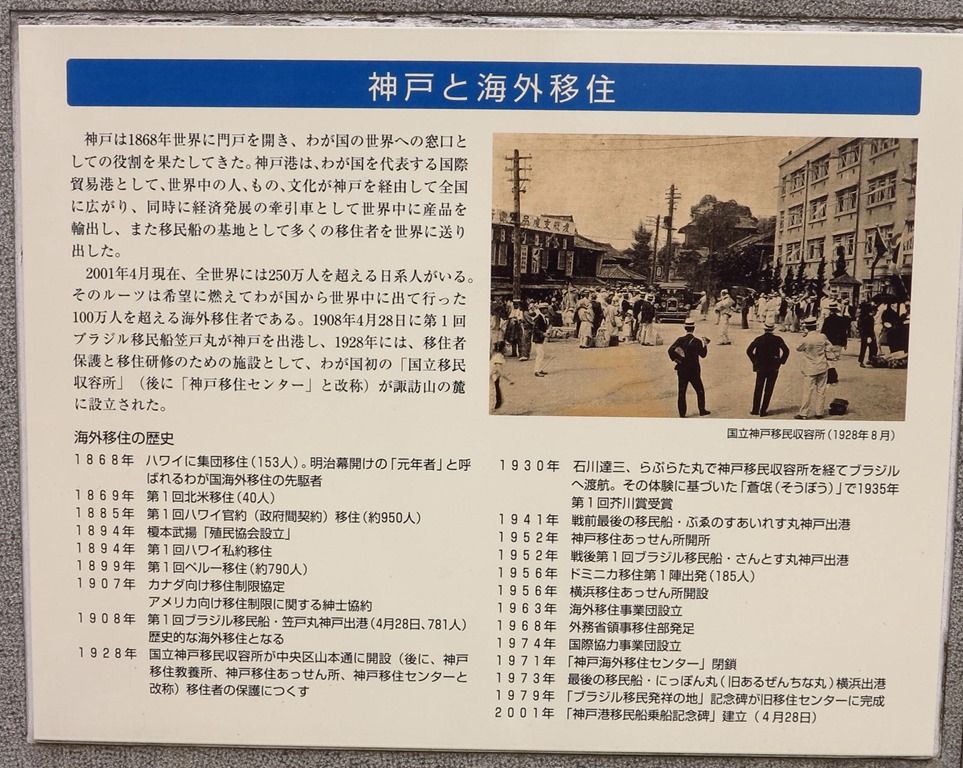 神戸と海外移住
神戸は1868年世界に門戸を開き、わが国の世界への窓口と
しての役割を果たしてきた。神戸港は、わが国を代表する国際
貿易港として、世界中の人、もの、文化が神戸を経由して全国
に広がり、同時に経済発展の牽引車として世界中に産品を
輸出し、また移民船の基地として多くの移住者を世界に送り
出した。
2001年4月現在、全世界には250万人を超える日系人がいる。
そのルーツは希望に燃えてわが国から世界中に出て行った
100万人を超える海外移住者である。1908年4月28日に第1回
ブラジル移民船笠戸丸が神戸を出港し、1928年には、移住者
保護と移住研修のための施設として、わが国初の「国立移民
収容所」（後に「神戸移住センター」と改称）が諏訪山の麓
に設立された。
国立神戸移民収容所（1928年8月）
海外移住の歴史
1868年 ハワイに集団移住（153人）。明治幕開けの「元年者」と呼
ばれるわが国海外移住の先駆者
1869年 第1回北米移住（40人）
1885年 第1回ハワイ官約（政府間契約）移住（約950人）
1894年 榎本武揚「殖民協会設立」
1894年 第1回ハワイ私約移住
1899年 第1回ペルー移住（約790人）
1907年 カナダ向け移住制限協定
アメリカ向け移住制限に関する紳士協約
1908年 第1回ブラジル移民船・笠戸丸神戸出港（4月28日、781人）
歴史的な海外移住となる
1928年 国立神戸移民収容所が中央区山本通に開設（後に、神戸
移住教養所、神戸移住あっせん所、神戸移住センターと
改称）移住者の保護につくす
1930年 石川達三、らぷらた丸で神戸移民収容所を経てブラジル
へ渡航。その体験に基づいた「蒼氓（そうぼう）」で1935年
第1回芥川賞受賞
1941年 戦前最後の移民船・ぶゑのすあいれす丸神戸出港
1952年 神戸移住あっせん所開所
1952年 戦後第1回ブラジル移民船・さんとす丸神戸出港
1956年 ドミニカ移住第1陣出発（185人）
1956年 横浜移住あっせん所開設
1963年 海外移住事業団設立
1968年 外務省領事移住部発足
1974年 国際協力事業団設立
1971年 「神戸海外移住センター」閉鎖
1973年 最後の移民船・にっぽん丸（旧あるぜんちな丸）横浜出港
1979年 「ブラジル移民発祥の地」記念碑が旧移住センターに完成
2001年 「神戸港移民船乗船記念碑」建立（4月28日）